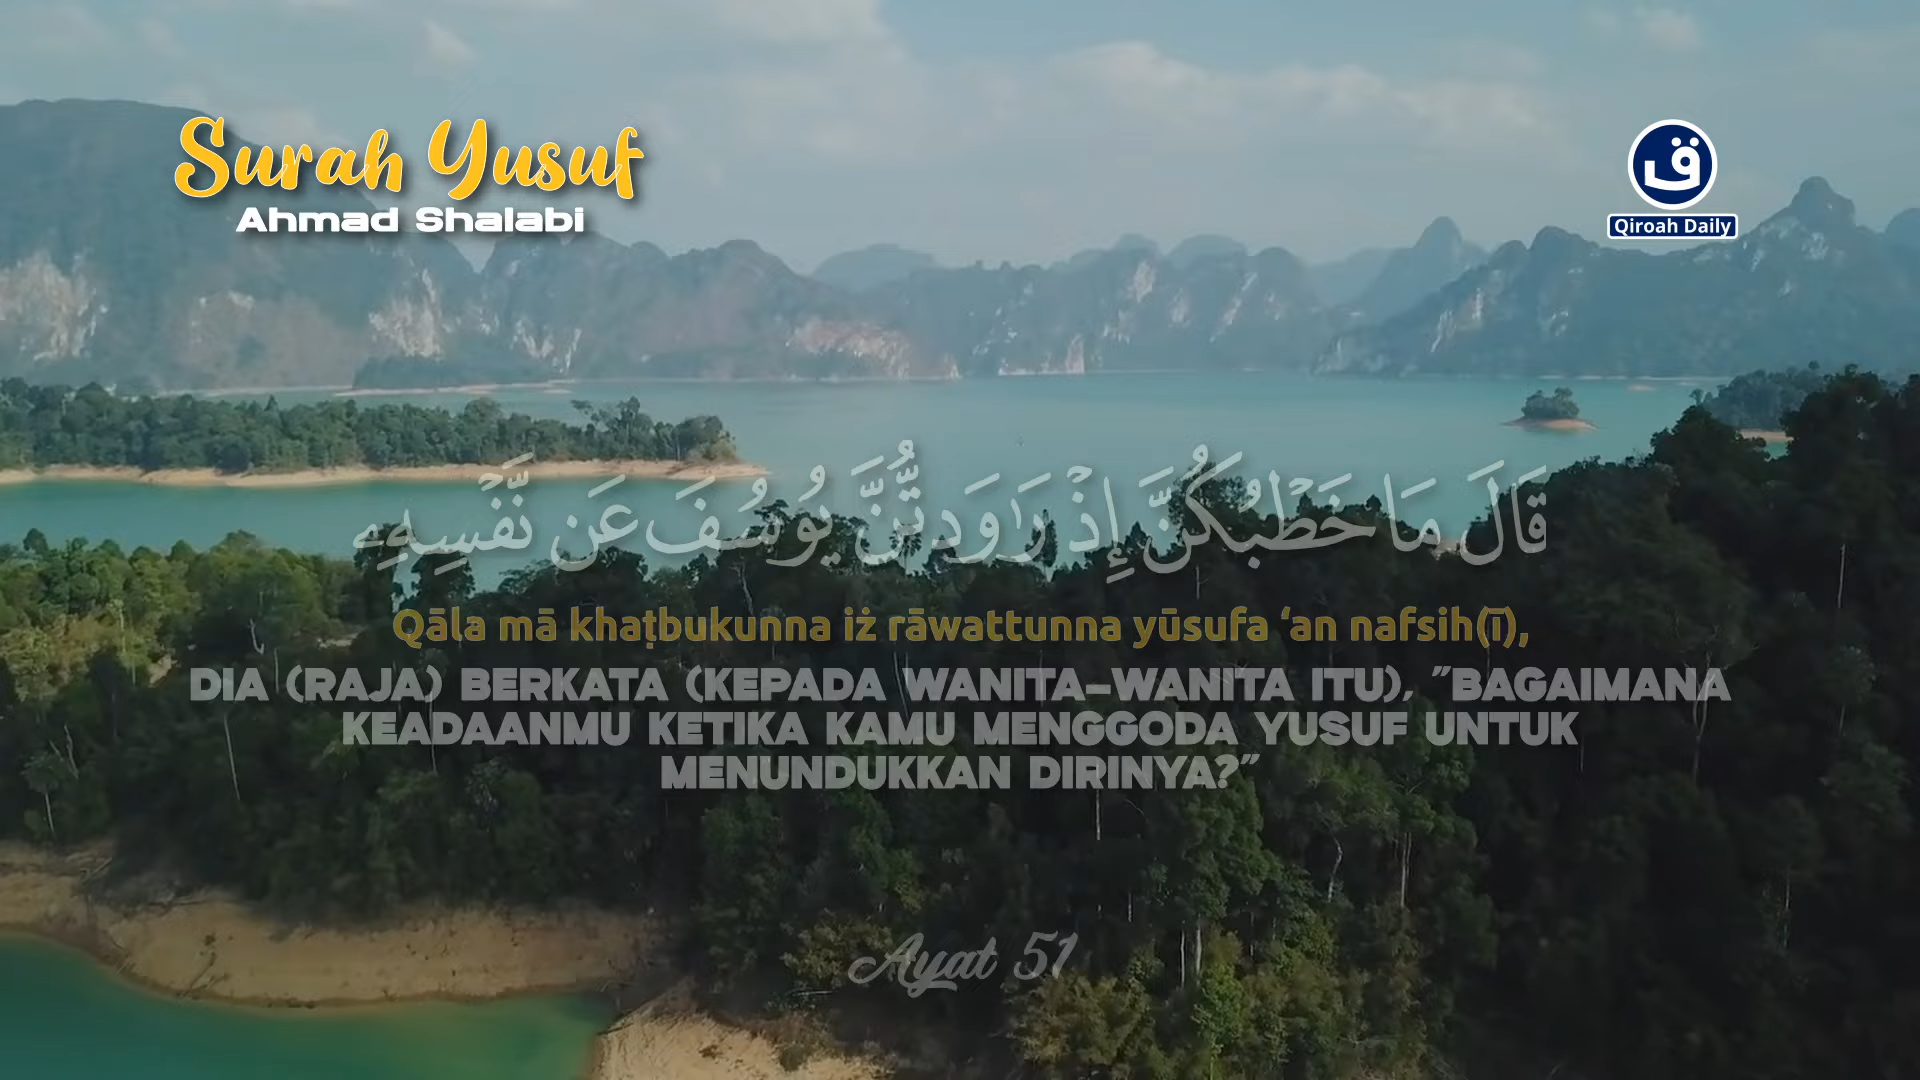 Surah Yusuf
Ahmad Shalabi
ق
Qiroah Daily
قَالَ مَا خَطْبُكُنَّ إِذْ رَٰوَدتُّنَّ يُوسُفَ عَن نَّفْسِهِۦ
Qāla mā khaṭbukunna iż rāwattunna yūsufa ‘an nafsih(ī),
DIA (RAJA) BERKATA (KEPADA WANITA-WANITA ITU), "BAGAIMANA
KEADAANMU KETIKA KAMU MENGGODA YUSUF UNTUK
MENUNDUKKAN DIRINYA?"
Ayat 51